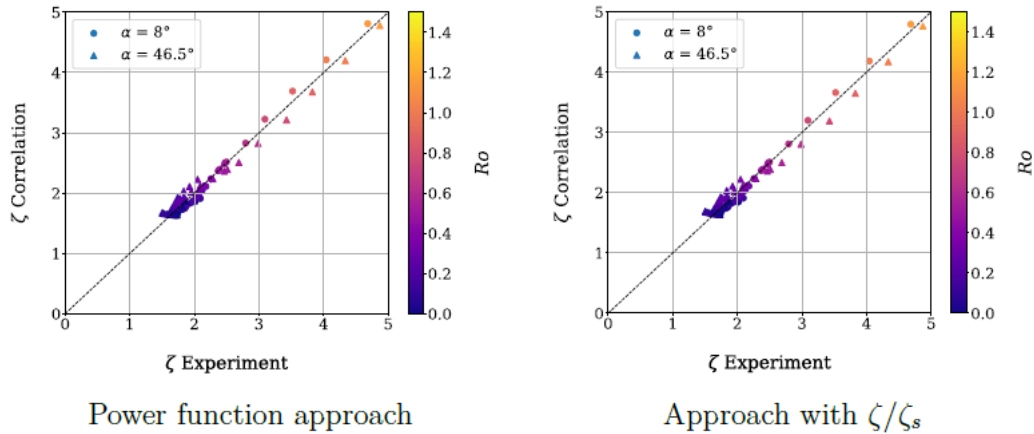 5
4
3
2
1
0
ζ Correlation
α = 8°
α = 46.5°
0 1 2 3 4 5
ζ Experiment
1.4
1.2
1.0
0.8
0.6
0.4
0.2
0.0
Ro
Power function approach
5
4
3
2
1
0
ζ Correlation
α = 8°
α = 46.5°
0 1 2 3 4 5
ζ Experiment
1.4
1.2
1.0
0.8
0.6
0.4
0.2
0.0
Ro
Approach with ζ/ζₛ